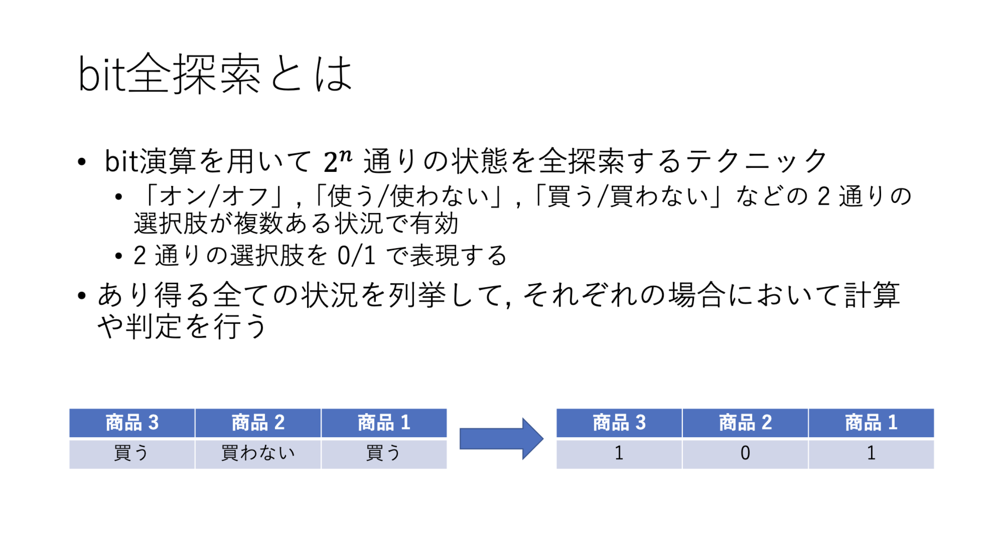 bit全探索とは
• bit演算を用いて 2ⁿ 通りの状態を全探索するテクニック
• 「オン/オフ」,「使う/使わない」,「買う/買わない」などの 2 通りの
選択肢が複数ある状況で有効
• 2 通りの選択肢を 0/1 で表現する
• あり得る全ての状況を列挙して, それぞれの場合において計算
や判定を行う
商品 3 商品 2 商品 1
買う 買わない 買う
商品 3 商品 2 商品 1
1 0 1